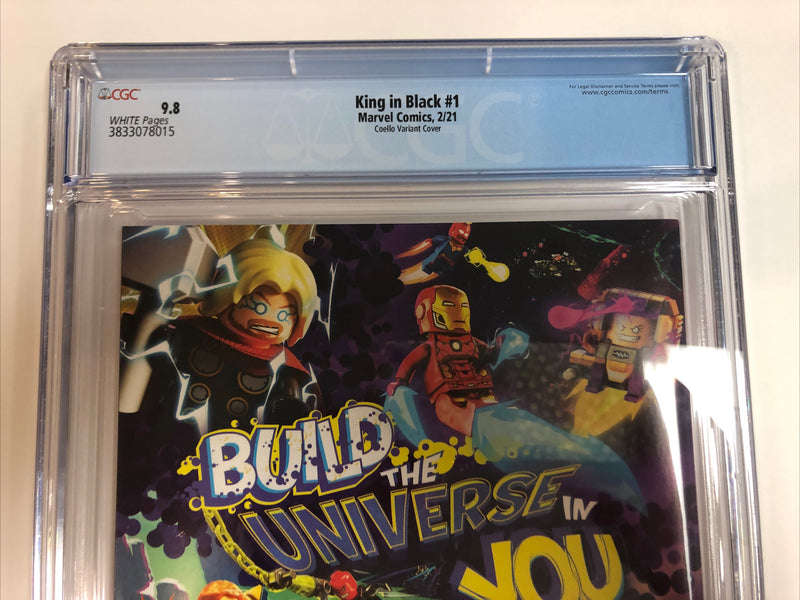 CGC
9.8
WHITE Pages
3833078015
King in Black #1
Marvel Comics, 2/21
Coello Variant Cover
For Legal Disclaimer and Service Terms please visit:
www.cgccomics.com/terms
CGC
BUILD
THE
UNIVERSE IN
YOU